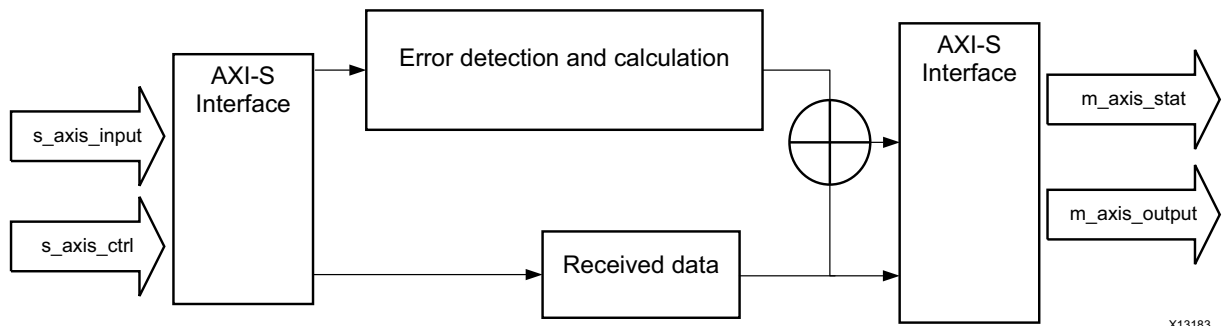 s_axis_input
s_axis_ctrl
AXI-S
Interface
Error detection and calculation
Received data
AXI-S
Interface
m_axis_stat
m_axis_output
X13183